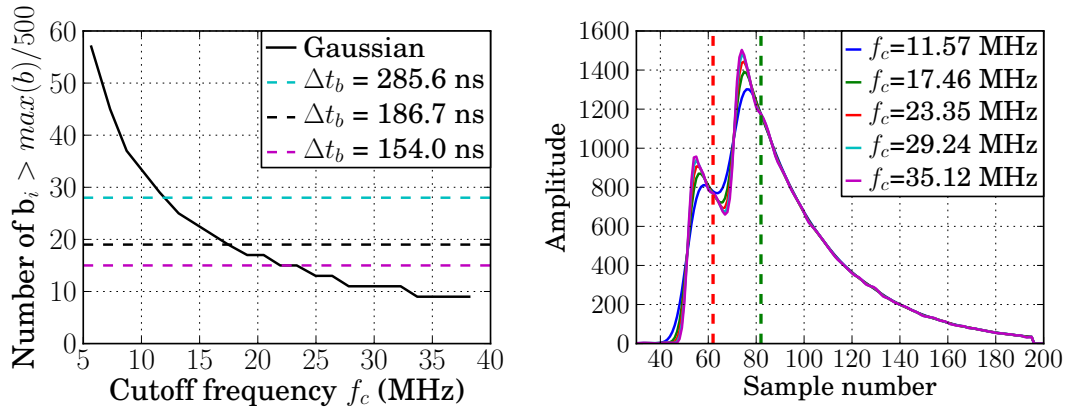 Number of b_i > max(b)/500
60
50
40
30
20
10
0
5 10 15 20 25 30 35 40
Cutoff frequency f_c (MHz)
Gaussian
Δt_b = 285.6 ns
Δt_b = 186.7 ns
Δt_b = 154.0 ns
Amplitude
1600
1400
1200
1000
800
600
400
200
0
40 60 80 100 120 140 160 180 200
Sample number
f_c=11.57 MHz
f_c=17.46 MHz
f_c=23.35 MHz
f_c=29.24 MHz
f_c=35.12 MHz